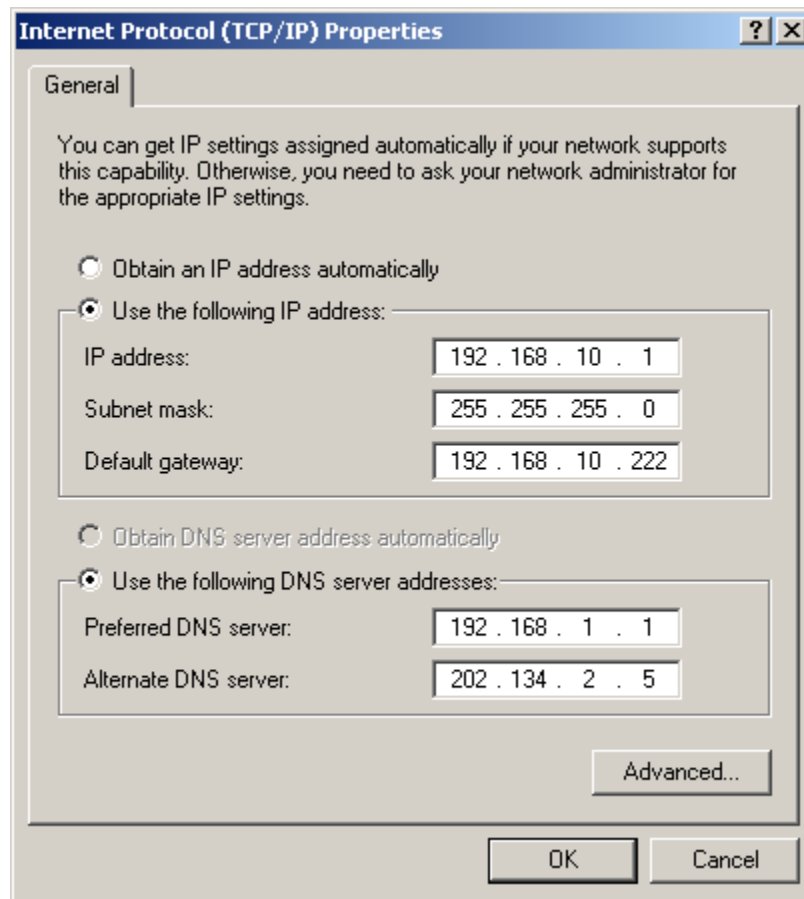 Internet Protocol (TCP/IP) Properties
General
You can get IP settings assigned automatically if your network supports
this capability. Otherwise, you need to ask your network administrator for
the appropriate IP settings.
Obtain an IP address automatically
Use the following IP address:
IP address: 192 . 168 . 10 . 1
Subnet mask: 255 . 255 . 255 . 0
Default gateway: 192 . 168 . 10 . 222
Obtain DNS server address automatically
Use the following DNS server addresses:
Preferred DNS server: 192 . 168 . 1 . 1
Alternate DNS server: 202 . 134 . 2 . 5
Advanced...
OK Cancel